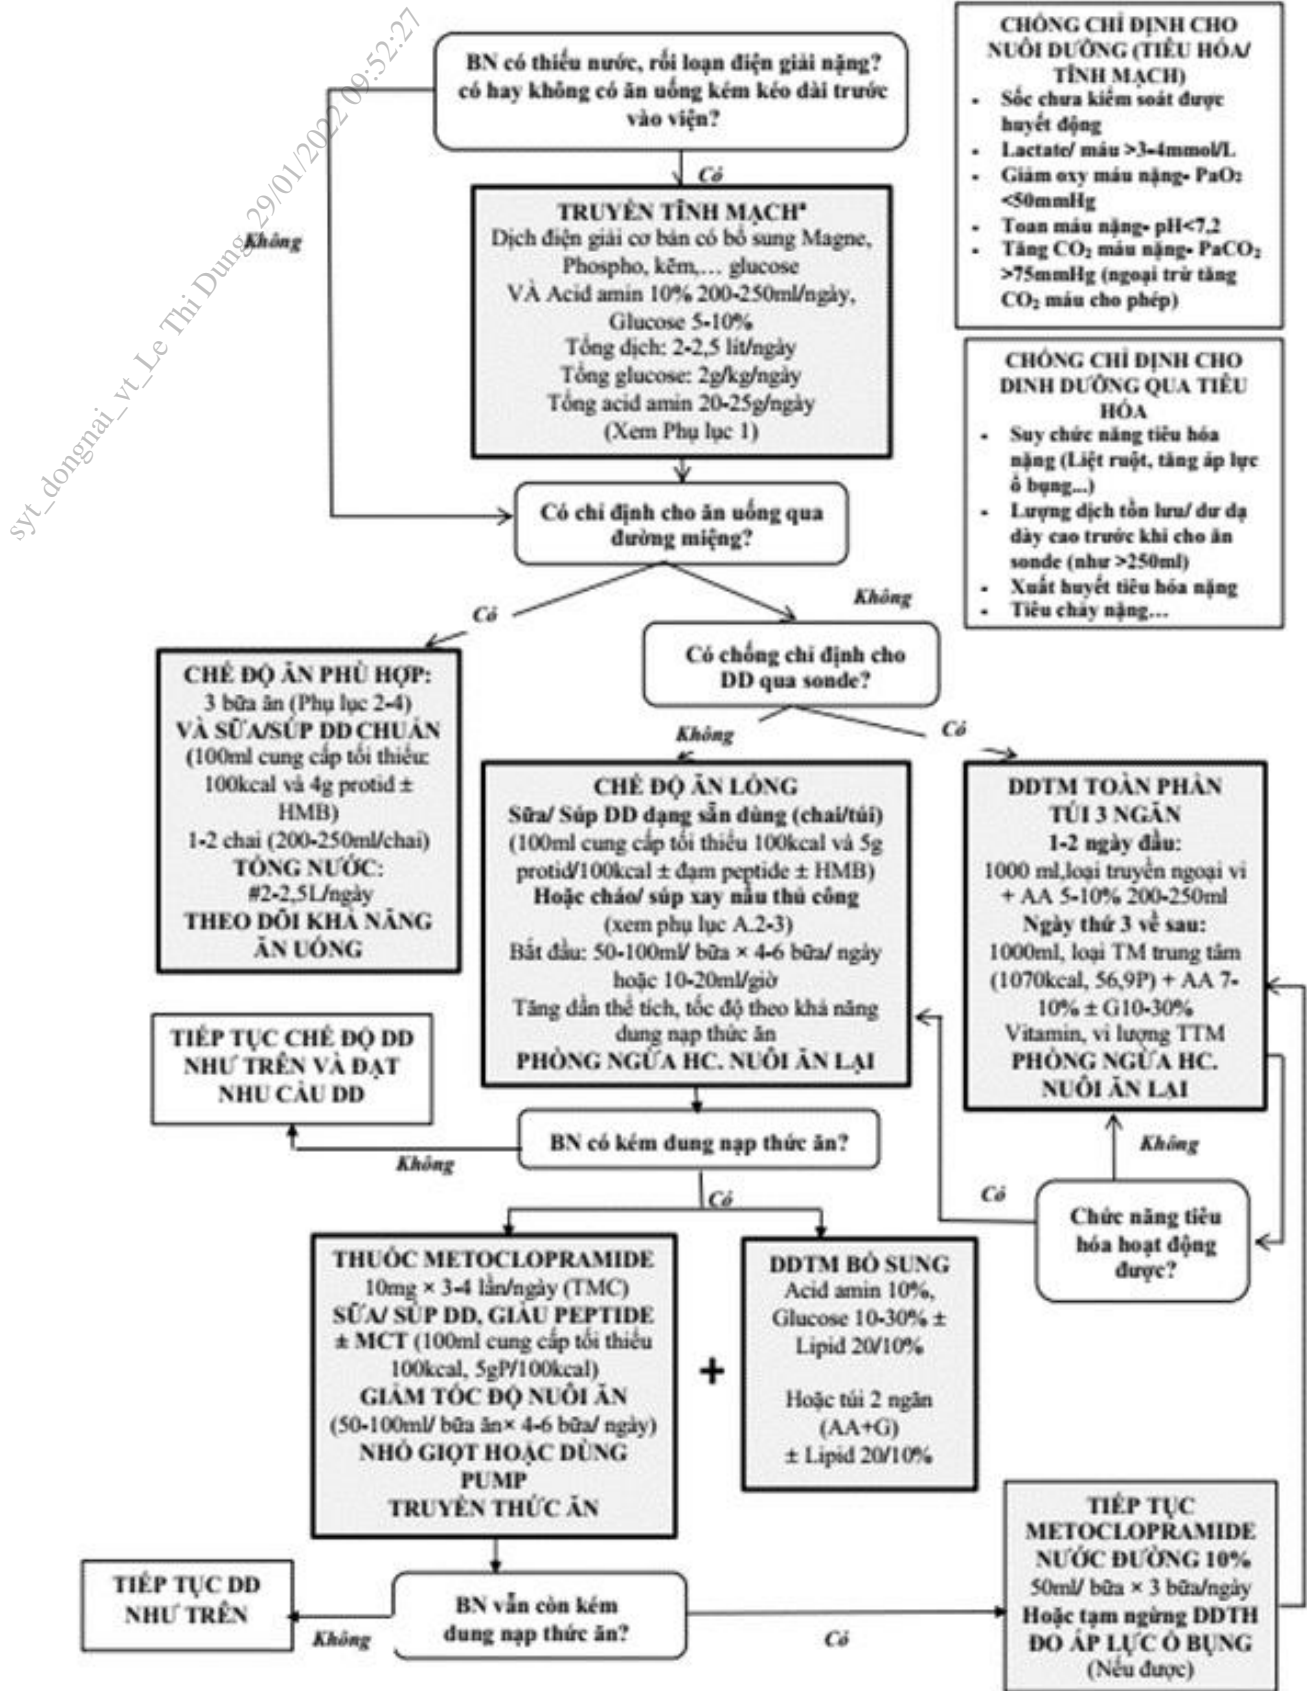 syt_dongnai_vt_Le Thi Dung_29/01/2022 09:52:27
BN có thiếu nước, rối loạn điện giải nặng?
có hay không có ăn uống kém kéo dài trước
vào viện?
Có
Không
TRUYỀN TĨNH MẠCH*
Dịch điện giải cơ bản có bổ sung Magne,
Phospho, kẽm,... glucose
VÀ Acid amin 10% 200-250ml/ngày,
Glucose 5-10%
Tổng dịch: 2-2,5 lít/ngày
Tổng glucose: 2g/kg/ngày
Tổng acid amin 20-25g/ngày
(Xem Phụ lục 1)
CHỐNG CHỈ ĐỊNH CHO
NUÔI DƯỠNG (TIÊU HÓA/
TĨNH MẠCH)
- Sốc chưa kiểm soát được
huyết động
- Lactate/ máu >3-4mmol/L
- Giảm oxy máu nặng- PaO₂
<50mmHg
- Toan máu nặng- pH<7,2
- Tăng CO₂ máu nặng- PaCO₂
>75mmHg (ngoại trừ tăng
CO₂ máu cho phép)
CHỐNG CHỈ ĐỊNH CHO
DINH DƯỠNG QUA TIÊU
HÓA
- Suy chức năng tiêu hóa
nặng (Liệt ruột, tăng áp lực
ổ bụng...)
- Lượng dịch tồn lưu/ dư dạ
dày cao trước khi cho ăn
sonde (như >250ml)
- Xuất huyết tiêu hóa nặng
- Tiêu chảy nặng...
Có chỉ định cho ăn uống qua
đường miệng?
Có
Không
CHẾ ĐỘ ĂN PHÙ HỢP:
3 bữa ăn (Phụ lục 2-4)
VÀ SỮA/SÚP DD CHUẨN
(100ml cung cấp tối thiểu:
100kcal và 4g protid ±
HMB)
1-2 chai (200-250ml/chai)
TỔNG NƯỚC:
#2-2,5L/ngày
THEO DÕI KHẢ NĂNG
ĂN UỐNG
Có chống chỉ định cho
DD qua sonde?
Không
Có
CHẾ ĐỘ ĂN LỎNG
Sữa/ Súp DD dạng sẵn dùng (chai/túi)
(100ml cung cấp tối thiểu 100kcal và 5g
protid/100kcal ± đạm peptide ± HMB)
Hoặc cháo/ súp xay nấu thủ công
(xem phụ lục A.2-3)
Bắt đầu: 50-100ml/ bữa × 4-6 bữa/ ngày
hoặc 10-20ml/giờ
Tăng dần thể tích, tốc độ theo khả năng
dung nạp thức ăn
PHÒNG NGỪA HC. NUÔI ĂN LẠI
DDTM TOÀN PHẦN
TÚI 3 NGĂN
1-2 ngày đầu:
1000 ml,loại truyền ngoại vi
+ AA 5-10% 200-250ml
Ngày thứ 3 về sau:
1000ml, loại TM trung tâm
(1070kcal, 56,9P) + AA 7-
10% ± G10-30%
Vitamin, vi lượng TTM
PHÒNG NGỪA HC.
NUÔI ĂN LẠI
TIẾP TỤC CHẾ ĐỘ DD
NHƯ TRÊN VÀ ĐẠT
NHU CẦU DD
BN có kém dung nạp thức ăn?
Không
Có
Không
Có
Chức năng tiêu
hóa hoạt động
được?
THUỐC METOCLOPRAMIDE
10mg × 3-4 lần/ngày (TMC)
SỮA/ SÚP DD, GIÀU PEPTIDE
± MCT (100ml cung cấp tối thiểu
100kcal, 5gP/100kcal)
GIẢM TỐC ĐỘ NUÔI ĂN
(50-100ml/ bữa ăn× 4-6 bữa/ ngày)
NHỎ GIỌT HOẶC DÙNG
PUMP
TRUYỀN THỨC ĂN
+
DDTM BỔ SUNG
Acid amin 10%,
Glucose 10-30% ±
Lipid 20/10%
Hoặc túi 2 ngăn
(AA+G)
± Lipid 20/10%
TIẾP TỤC DD
NHƯ TRÊN
Không
BN vẫn còn kém
dung nạp thức ăn?
Có
TIẾP TỤC
METOCLOPRAMIDE
NƯỚC ĐƯỜNG 10%
50ml/ bữa × 3 bữa/ngày
Hoặc tạm ngừng DDTH
ĐO ÁP LỰC Ổ BỤNG
(Nếu được)